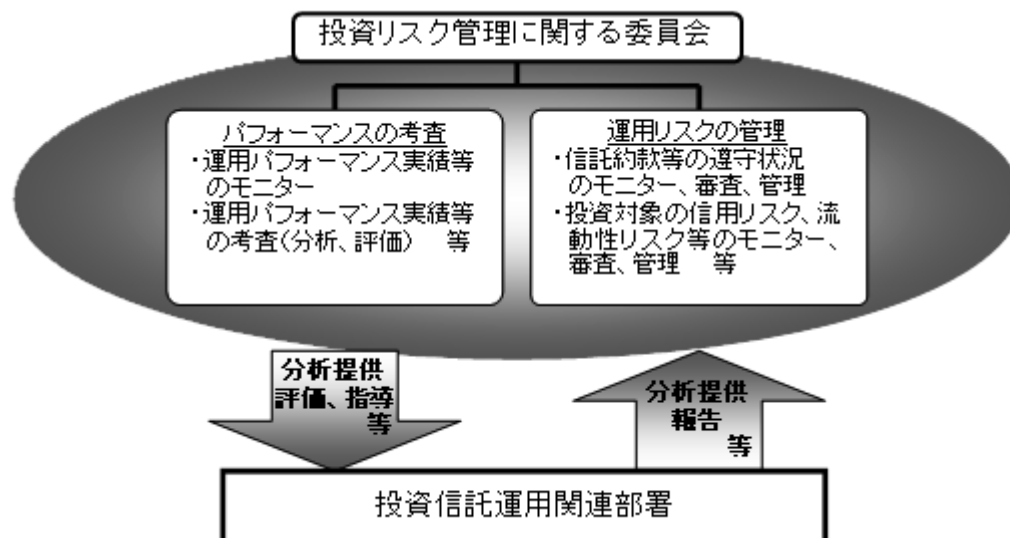 投資リスク管理に関する委員会
パフォーマンスの考査
・運用パフォーマンス実績等
のモニター
・運用パフォーマンス実績等
の考査(分析、評価) 等
運用リスクの管理
・信託約款等の遵守状況
のモニター、審査、管理
・投資対象の信用リスク、流
動性リスク等のモニター、
審査、管理 等
分析提供
評価、指導
等
分析提供
報告
等
投資信託運用関連部署